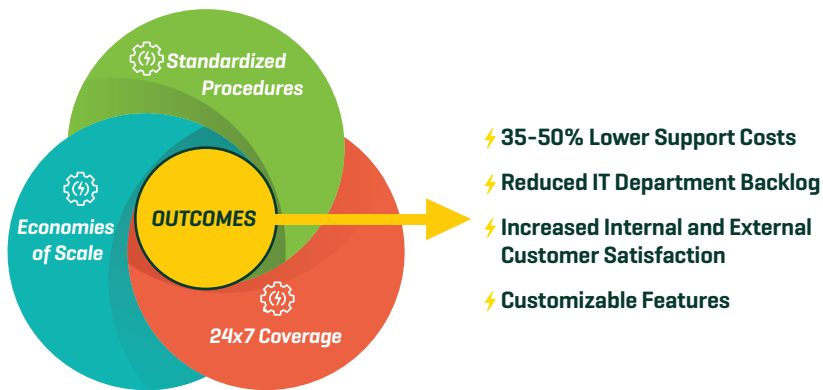 Standardized
Procedures
Economies
of Scale
OUTCOMES
24x7 Coverage
35-50% Lower Support Costs
Reduced IT Department Backlog
Increased Internal and External
Customer Satisfaction
Customizable Features